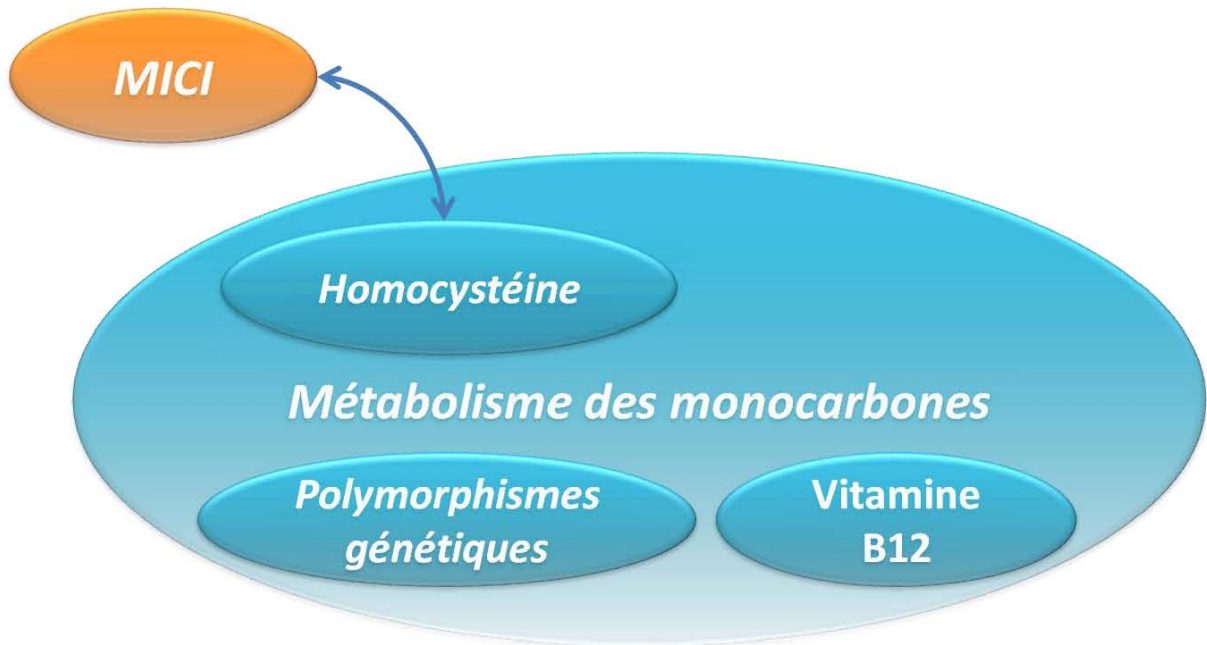 MICI
Homocystéine
Métabolisme des monocarbones
Polymorphismes
génétiques
Vitamine
B12